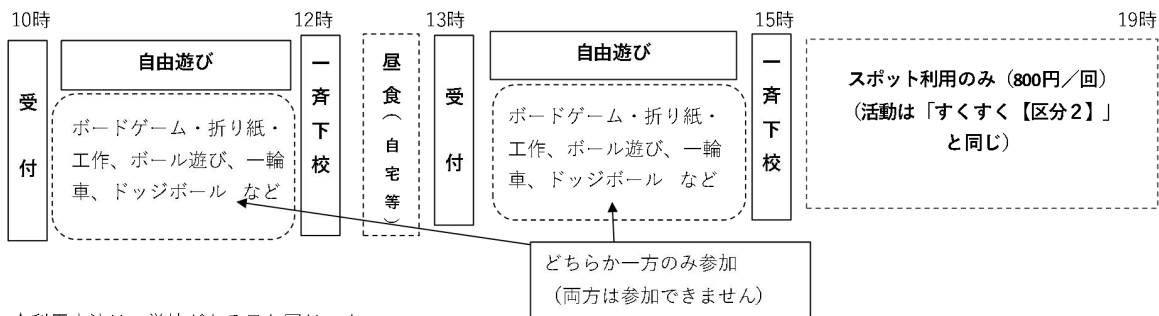 10時
12時
13時
15時
19時
受付
自由遊び
ボードゲーム・折り紙・
工作、ボール遊び、一輪
車、ドッジボール など
一斉下校
昼食(自宅等)
受付
自由遊び
ボードゲーム・折り紙・
工作、ボール遊び、一輪
車、ドッジボール など
一斉下校
スポット利用のみ（800円／回）
（活動は「すくすく【区分２】」
と同じ）
どちらか一方のみ参加
（両方は参加できません）